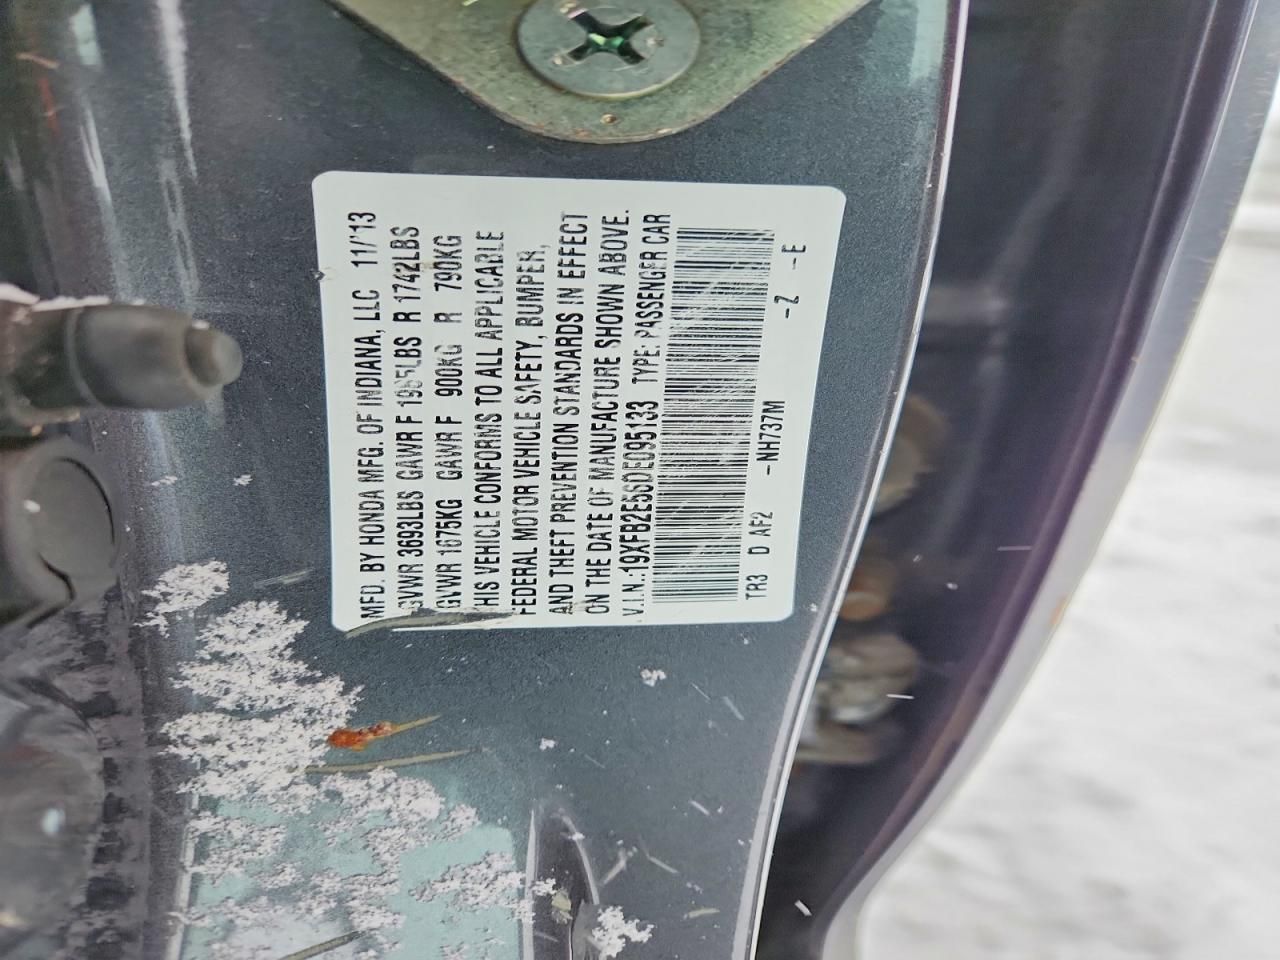 MFD. BY HONDA MFG. OF INDIANA, LLC 11/'13
GVWR 3693LBS GAWR F 1985LBS R 1742LBS
GVWR 1675KG GAWR F 900KG R 790KG
THIS VEHICLE CONFORMS TO ALL APPLICABLE
FEDERAL MOTOR VEHICLE SAFETY, BUMPER,
AND THEFT PREVENTION STANDARDS IN EFFECT
ON THE DATE OF MANUFACTURE SHOWN ABOVE.
V.I.N.:19XFB2E56DE095133 TYPE: PASSENGER CAR
TR3 D AF2 -NH737M -Z -E